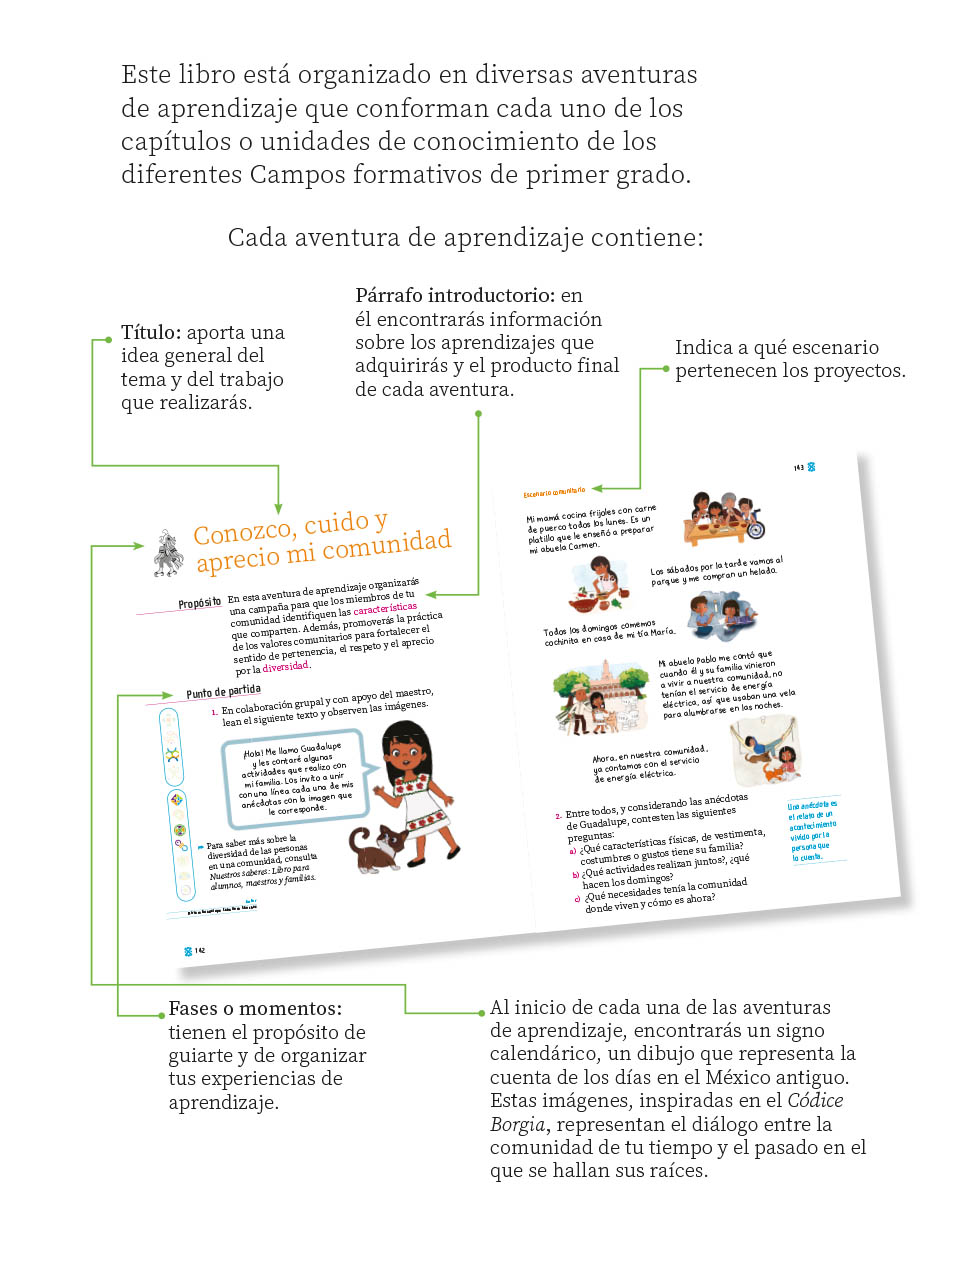 Este libro está organizado en diversas aventuras
de aprendizaje que conforman cada uno de los
capítulos o unidades de conocimiento de los
diferentes Campos formativos de primer grado.
Cada aventura de aprendizaje contiene:
Título: aporta una
idea general del
tema y del trabajo
que realizarás.
Párrafo introductorio: en
él encontrarás información
sobre los aprendizajes que
adquirirás y el producto final
de cada aventura.
Indica a qué escenario
pertenecen los proyectos.
Conozco, cuido y
aprecio mi comunidad
Propósito
En esta aventura de aprendizaje organizarás
una campaña para que los miembros de tu
comunidad identifiquen las características
que comparten. Además, promoverás la práctica
de los valores comunitarios para fortalecer el
sentido de pertenencia, el respeto y el aprecio
por la diversidad.
Punto de partida
1. En colaboración grupal y con apoyo del maestro,
lean el siguiente texto y observen las imágenes.
¡Hola! Me llamo Guadalupe
y les contaré algunas
actividades que realizo con
mi familia. Los invito a unir
con una línea cada una de mis
anécdotas con la imagen que
le corresponde.
Para saber más sobre la
diversidad de las personas
en una comunidad, consulta
Nuestros saberes: Libro para
alumnos, maestros y familias.
142
143
Escenario comunitario
Mi mamá cocina frijoles con carne
de puerco todos los lunes. Es un
platillo que le enseñó a preparar
mi abuela Carmen.
Los sábados por la tarde vamos al
parque y me compran un helado.
Todos los domingos comemos
cochinita en casa de mi tía María.
Mi abuelo Pablo me contó que
cuando él y su familia vinieron
a vivir a nuestra comunidad, no
tenían el servicio de energía
eléctrica, así que usaban una vela
para alumbrarse en las noches.
Ahora, en nuestra comunidad,
ya contamos con el servicio
de energía eléctrica.
2. Entre todos, y considerando las anécdotas
de Guadalupe, contesten las siguientes
preguntas:
a) ¿Qué características físicas, de vestimenta,
costumbres o gustos tiene su familia?
b) ¿Qué actividades realizan juntos?, ¿qué
hacen los domingos?
c) ¿Qué necesidades tenía la comunidad
donde viven y cómo es ahora?
Una anécdota es
el relato de un
acontecimiento
vivido por la
persona que
lo cuenta.
Fases o momentos:
tienen el propósito de
guiarte y de organizar
tus experiencias de
aprendizaje.
Al inicio de cada una de las aventuras
de aprendizaje, encontrarás un signo
calendárico, un dibujo que representa la
cuenta de los días en el México antiguo.
Estas imágenes, inspiradas en el Códice
Borgia, representan el diálogo entre la
comunidad de tu tiempo y el pasado en el
que se hallan sus raíces.